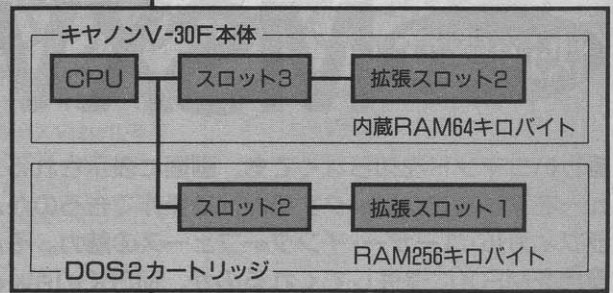 キヤノンV-30F本体
CPU
スロット3
拡張スロット2
内蔵RAM64キロバイト
スロット2
拡張スロット1
RAM256キロバイト
DOS2カートリッジ